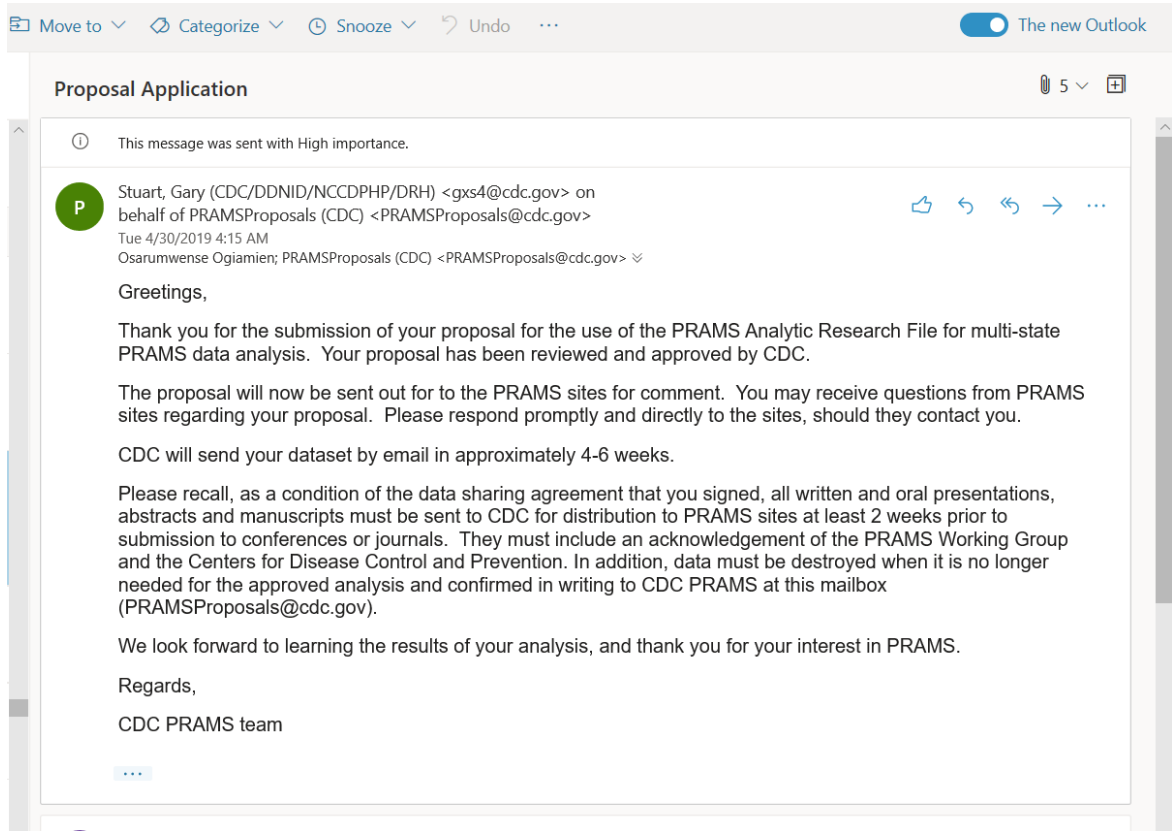 Move to Categorize Snooze Undo ... The new Outlook
Proposal Application 5
This message was sent with High importance.
P
Stuart, Gary (CDC/DDNID/NCCDPHP/DRH) <gxs4@cdc.gov> on
behalf of PRAMSProposals (CDC) <PRAMSProposals@cdc.gov>
Tue 4/30/2019 4:15 AM
Osarumwense Ogiamien; PRAMSProposals (CDC) <PRAMSProposals@cdc.gov>
Greetings,
Thank you for the submission of your proposal for the use of the PRAMS Analytic Research File for multi-state
PRAMS data analysis.  Your proposal has been reviewed and approved by CDC.
The proposal will now be sent out for to the PRAMS sites for comment.  You may receive questions from PRAMS
sites regarding your proposal.  Please respond promptly and directly to the sites, should they contact you.
CDC will send your dataset by email in approximately 4-6 weeks.
Please recall, as a condition of the data sharing agreement that you signed, all written and oral presentations,
abstracts and manuscripts must be sent to CDC for distribution to PRAMS sites at least 2 weeks prior to
submission to conferences or journals.  They must include an acknowledgement of the PRAMS Working Group
and the Centers for Disease Control and Prevention. In addition, data must be destroyed when it is no longer
needed for the approved analysis and confirmed in writing to CDC PRAMS at this mailbox
(PRAMSProposals@cdc.gov).
We look forward to learning the results of your analysis, and thank you for your interest in PRAMS.
Regards,
CDC PRAMS team
...